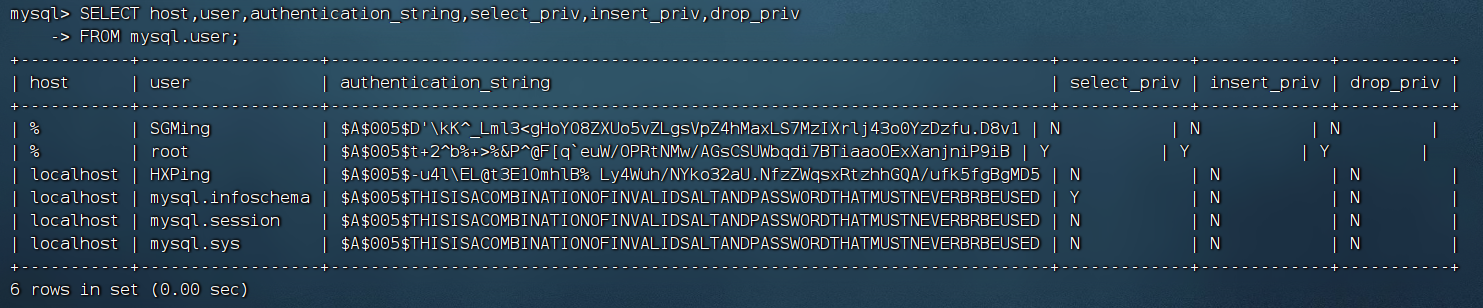 mysql> SELECT host,user,authentication_string,select_priv,insert_priv,drop_priv
    -> FROM mysql.user;
+-----------+------------------+------------------------------------------------------------------------+-------------+-------------+-----------+
| host      | user             | authentication_string                                                  | select_priv | insert_priv | drop_priv |
+-----------+------------------+------------------------------------------------------------------------+-------------+-------------+-----------+
| %         | SGMing           | $A$005$D'\kK^_Lml3<gHoYO8ZXUo5vZLgsVpZ4hMaxLS7MzIXrlj43o0YzDzfu.D8v1 | N           | N           | N         |
| %         | root             | $A$005$t+2^b%+>%&P^@F[q`euW/OPRtNMw/AGsCSUWbqdi7BTiaaoOExXanjniP9iB | Y           | Y           | Y         |
| localhost | HXPing           | $A$005$-u4l\EL@t3E1OmhlB% Ly4Wuh/NYko32aU.NfzZWqsxRtzhhGQA/ufk5fgBgMD5 | N           | N           | N         |
| localhost | mysql.infoschema | $A$005$THISISACOMBINATIONOFINVALIDSALTANDPASSWORDTHATMUSTNEVERBRBEUSED | Y           | N           | N         |
| localhost | mysql.session    | $A$005$THISISACOMBINATIONOFINVALIDSALTANDPASSWORDTHATMUSTNEVERBRBEUSED | N           | N           | N         |
| localhost | mysql.sys        | $A$005$THISISACOMBINATIONOFINVALIDSALTANDPASSWORDTHATMUSTNEVERBRBEUSED | N           | N           | N         |
+-----------+------------------+------------------------------------------------------------------------+-------------+-------------+-----------+
6 rows in set (0.00 sec)